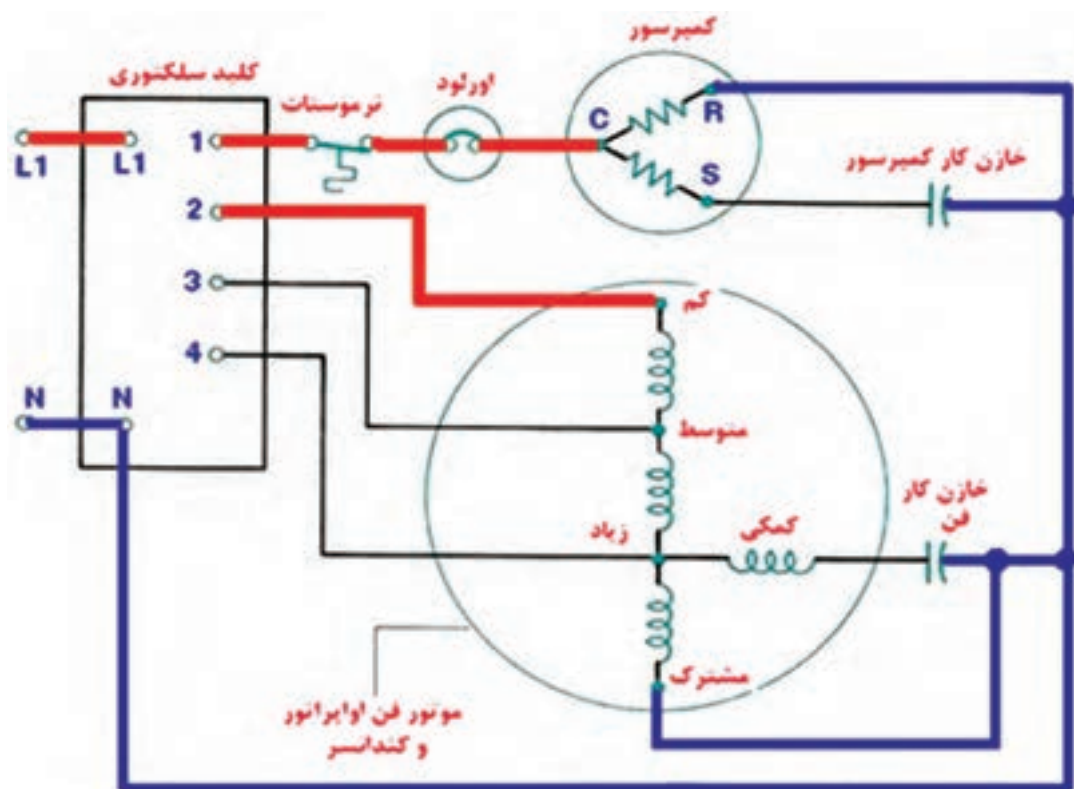 کمپرسور
کلید سلکتوری
اورلود
ترموستات
L1
L1
1
C
R
S
خازن کار کمپرسور
2
3
4
کم
متوسط
N
N
خازن کار
فن
زیاد
کمکی
مشترک
موتور فن اواپراتور
و کندانسر